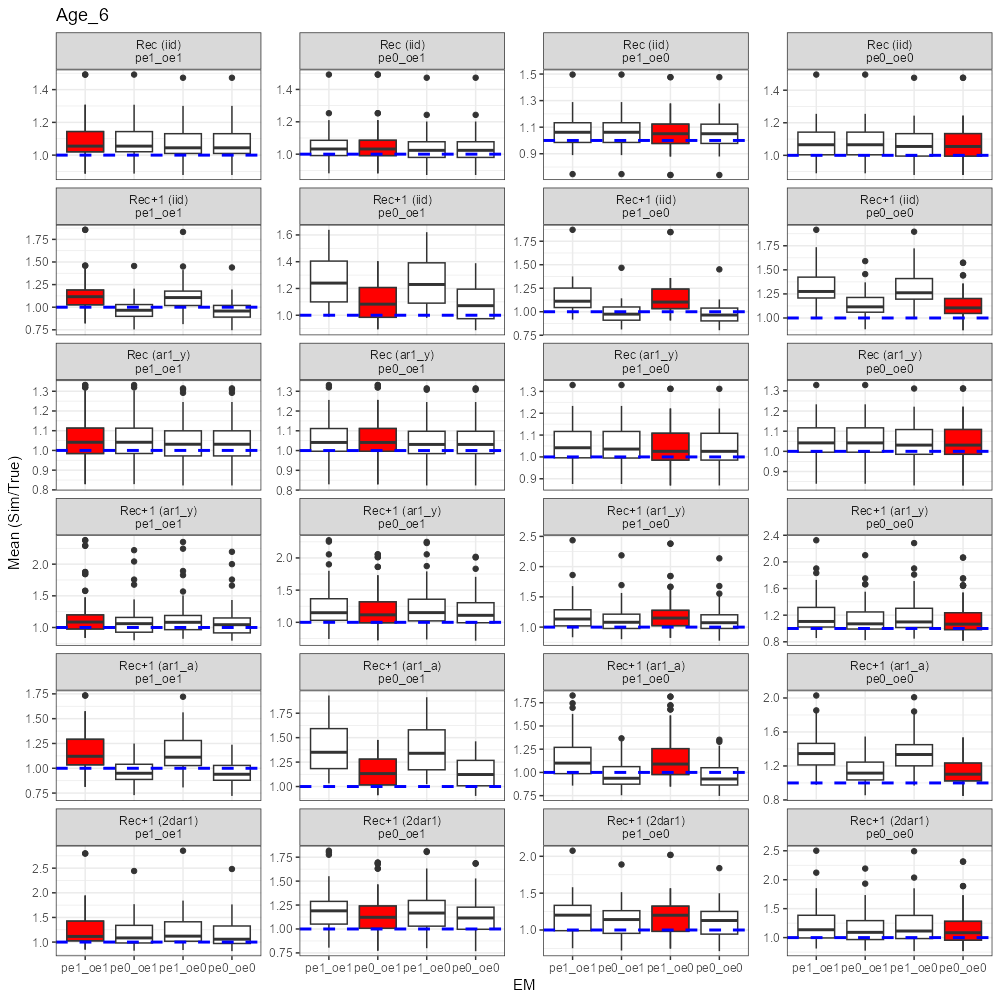 Age_6
Rec (iid)
pe1_oe1
Rec (iid)
pe0_oe1
Rec (iid)
pe1_oe0
Rec (iid)
pe0_oe0
1.4
1.2
1.0
1.4
1.2
1.0
1.5
1.3
1.1
0.9
1.4
1.2
1.0
Rec+1 (iid)
pe1_oe1
Rec+1 (iid)
pe0_oe1
Rec+1 (iid)
pe1_oe0
Rec+1 (iid)
pe0_oe0
1.75
1.50
1.25
1.00
0.75
1.6
1.4
1.2
1.0
1.75
1.50
1.25
1.00
0.75
1.75
1.50
1.25
1.00
Rec (ar1_y)
pe1_oe1
Rec (ar1_y)
pe0_oe1
Rec (ar1_y)
pe1_oe0
Rec (ar1_y)
pe0_oe0
1.3
1.2
1.1
1.0
0.9
0.8
1.3
1.2
1.1
1.0
0.9
1.3
1.2
1.1
1.0
0.9
1.3
1.2
1.1
1.0
0.9
Rec+1 (ar1_y)
pe1_oe1
Rec+1 (ar1_y)
pe0_oe1
Rec+1 (ar1_y)
pe1_oe0
Rec+1 (ar1_y)
pe0_oe0
2.0
1.5
1.0
2.0
1.5
1.0
2.5
2.0
1.5
1.0
2.4
2.0
1.6
1.2
0.8
Rec+1 (ar1_a)
pe1_oe1
Rec+1 (ar1_a)
pe0_oe1
Rec+1 (ar1_a)
pe1_oe0
Rec+1 (ar1_a)
pe0_oe0
1.75
1.50
1.25
1.00
0.75
1.75
1.50
1.25
1.00
1.75
1.50
1.25
1.00
0.75
2.0
1.6
1.2
0.8
Rec+1 (2dar1)
pe1_oe1
Rec+1 (2dar1)
pe0_oe1
Rec+1 (2dar1)
pe1_oe0
Rec+1 (2dar1)
pe0_oe0
2.5
2.0
1.5
1.0
1.75
1.50
1.25
1.00
0.75
2.0
1.5
1.0
2.5
2.0
1.5
1.0
pe1_oe1 pe0_oe1 pe1_oe0 pe0_oe0
pe1_oe1 pe0_oe1 pe1_oe0 pe0_oe0
pe1_oe1 pe0_oe1 pe1_oe0 pe0_oe0
pe1_oe1 pe0_oe1 pe1_oe0 pe0_oe0
EM
Mean (Sim/True)